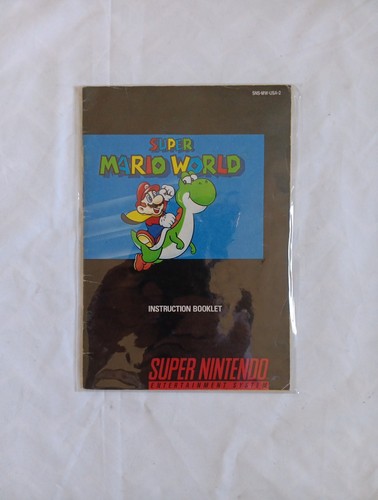 SNS-MW-USA-2
SUPER
MARIO WORLD
INSTRUCTION BOOKLET
SUPER NINTENDO
ENTERTAINMENT SYSTEM